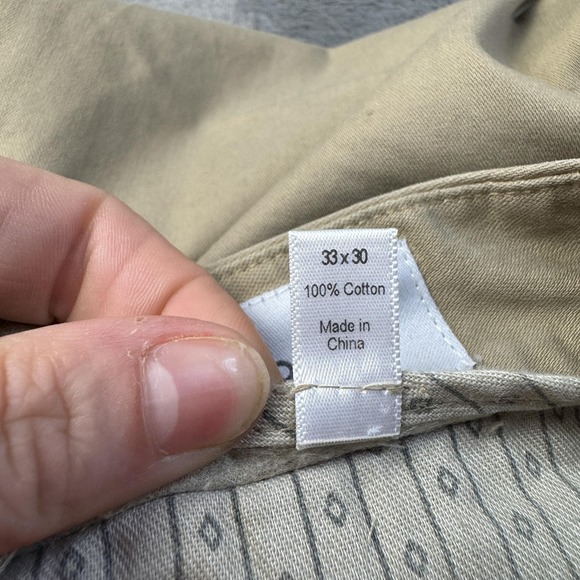 33 x 30
100% Cotton
Made in
China